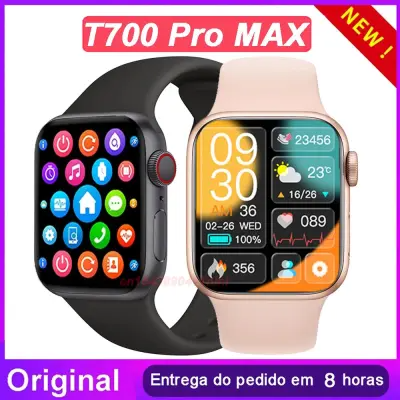 T700 Pro MAX
NEW!
09
30
AM 36
02-26 WED
100%
356
23456
23°C
16/26
089
Original
Entrega do pedido em 8 horas